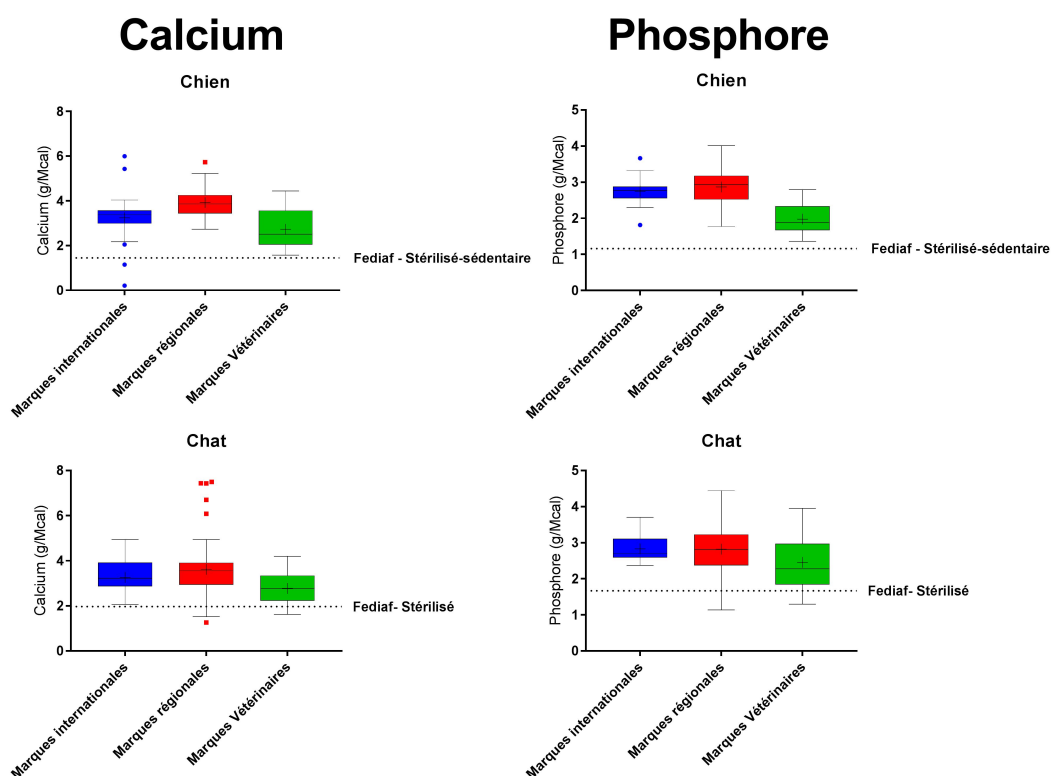 Calcium
Phosphore
Chien
8
6
4
2
0
Calcium (g/Mcal)
Fediaf - Stérilisé-sédentaire
Marques internationales
Marques régionales
Marques Vétérinaires
Chien
5
4
3
2
1
0
Phosphore (g/Mcal)
Fediaf - Stérilisé-sédentaire
Marques internationales
Marques régionales
Marques Vétérinaires
Chat
8
6
4
2
0
Calcium (g/Mcal)
Fediaf- Stérilisé
Marques internationales
Marques régionales
Marques Vétérinaires
Chat
5
4
3
2
1
0
Phosphore (g/Mcal)
Fediaf- Stérilisé
Marques internationales
Marques régionales
Marques Vétérinaires